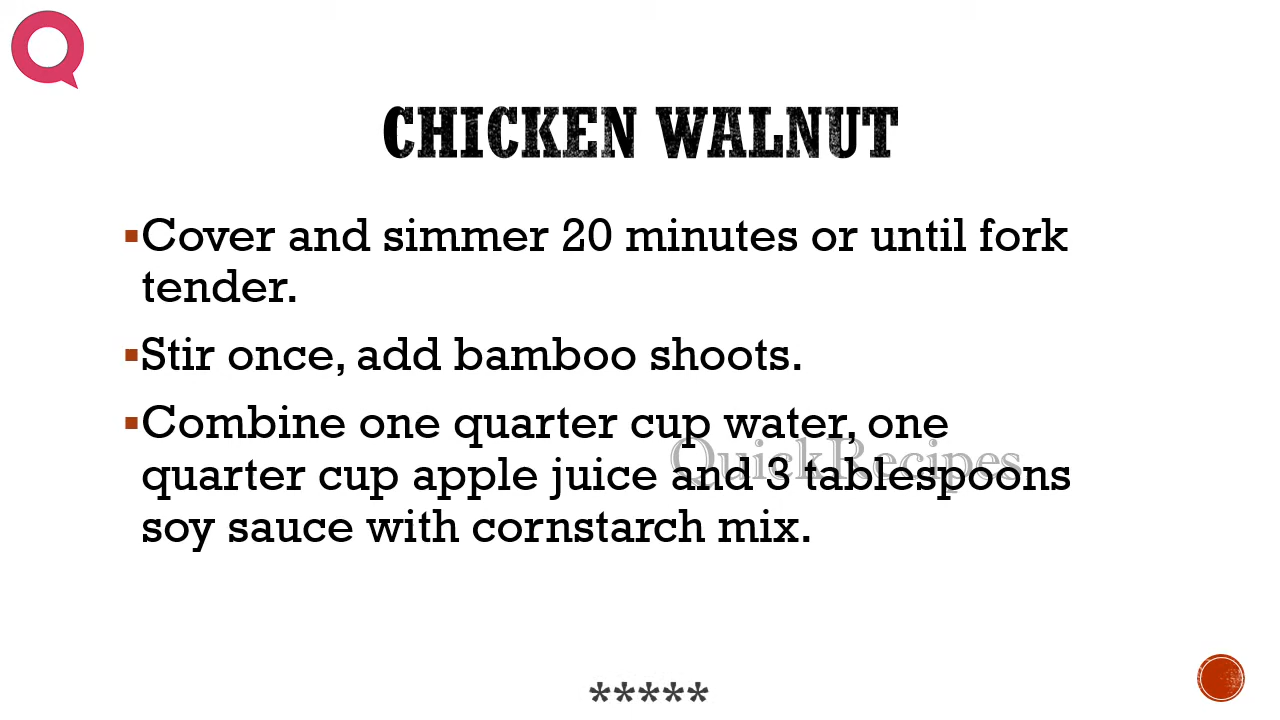 CHICKEN WALNUT
▪Cover and simmer 20 minutes or until fork
tender.
▪Stir once, add bamboo shoots.
▪Combine one quarter cup water, one
quarter cup apple juice and 3 tablespoons
soy sauce with cornstarch mix.
QuickRecipes
*****